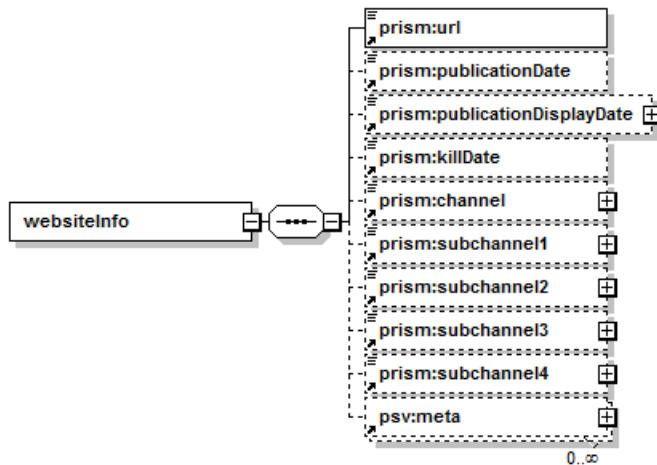 prism:url
prism:publicationDate
prism:publicationDisplayDate
prism:killDate
websiteInfo
prism:channel
prism:subchannel1
prism:subchannel2
prism:subchannel3
prism:subchannel4
psv:meta
0..∞